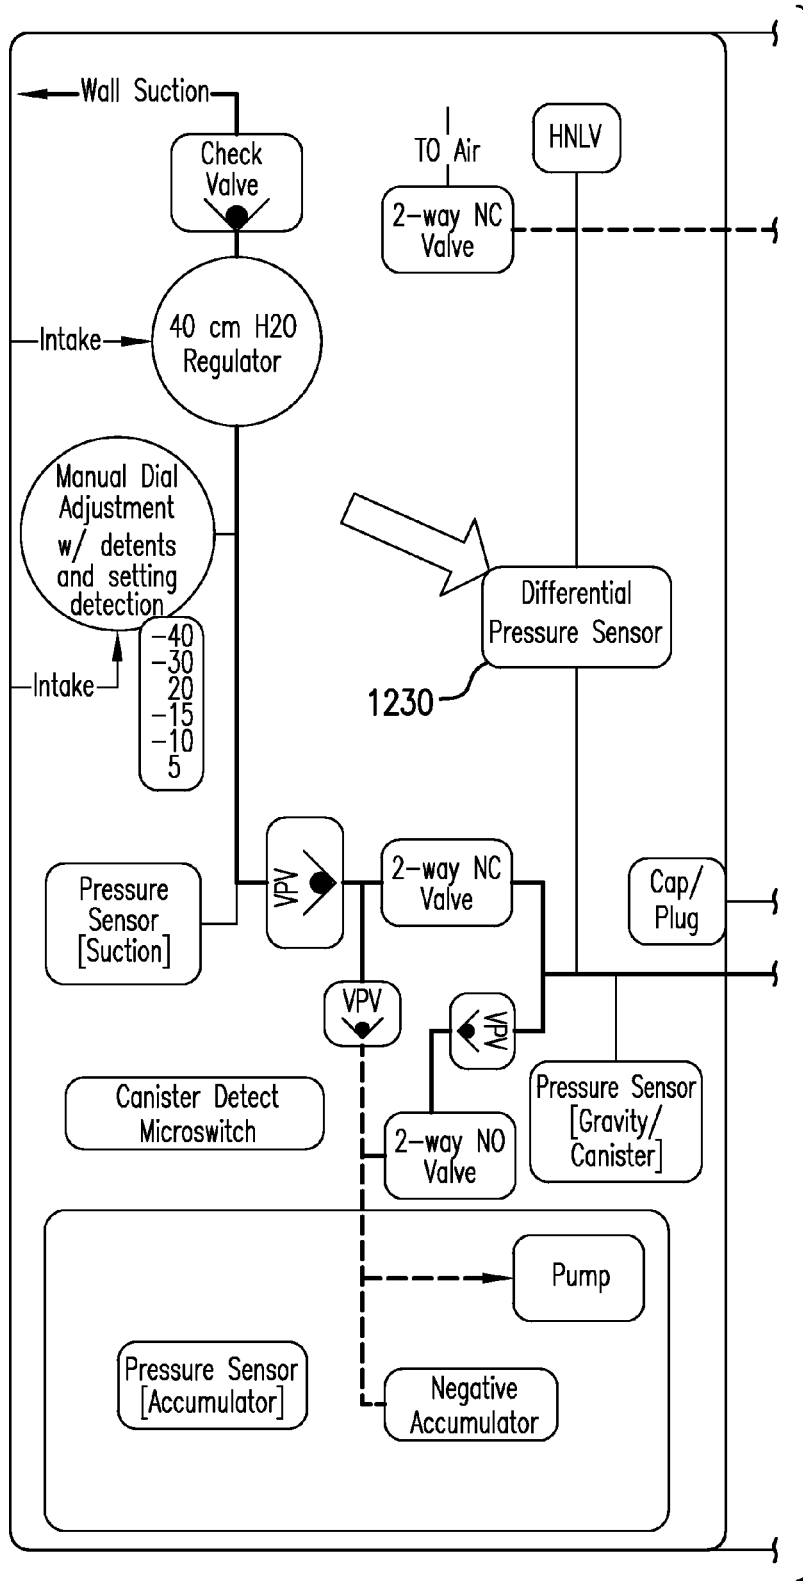 Wall Suction
Check
Valve
TO Air
HNLV
2-way NC
Valve
40 cm H20
Regulator
Intake
Manual Dial
Adjustment
w/ detents
and setting
detection
-40
-30
20
-15
-10
5
Intake
Differential
Pressure Sensor
1230
VPV
2-way NC
Valve
Cap/
Plug
Pressure
Sensor
[Suction]
VPV
VPV
Pressure Sensor
[Gravity/
Canister]
Canister Detect
Microswitch
2-way NO
Valve
Pump
Pressure Sensor
[Accumulator]
Negative
Accumulator